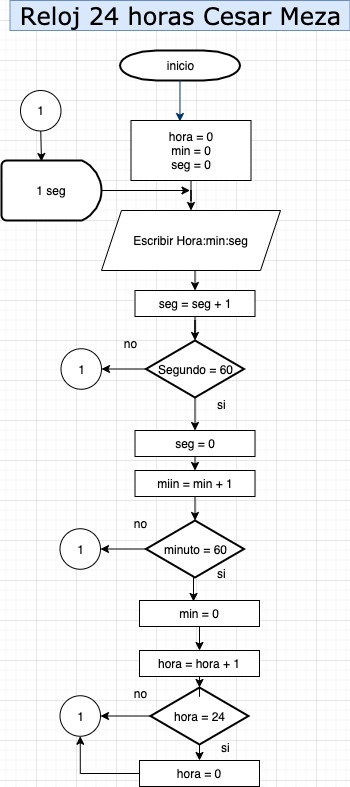 Reloj 24 horas Cesar Meza
inicio
1
hora = 0
min = 0
seg = 0
1 seg
Escribir Hora:min:seg
seg = seg + 1
no
Segundo = 60
1
si
seg = 0
miin = min + 1
no
minuto = 60
1
si
min = 0
hora = hora + 1
no
hora = 24
1
si
hora = 0